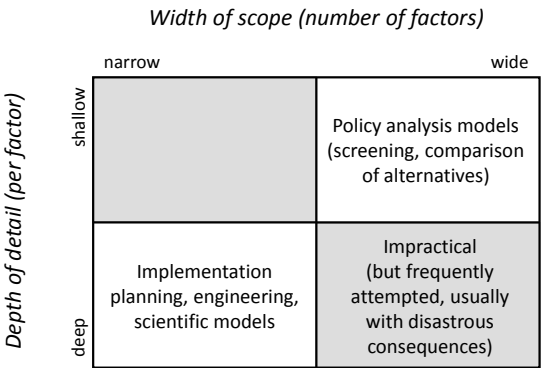 Width of scope (number of factors)
narrow
wide
Depth of detail (per factor)
shallow
Policy analysis models
(screening, comparison
of alternatives)
deep
Implementation
planning, engineering,
scientific models
Impractical
(but frequently
attempted, usually
with disastrous
consequences)